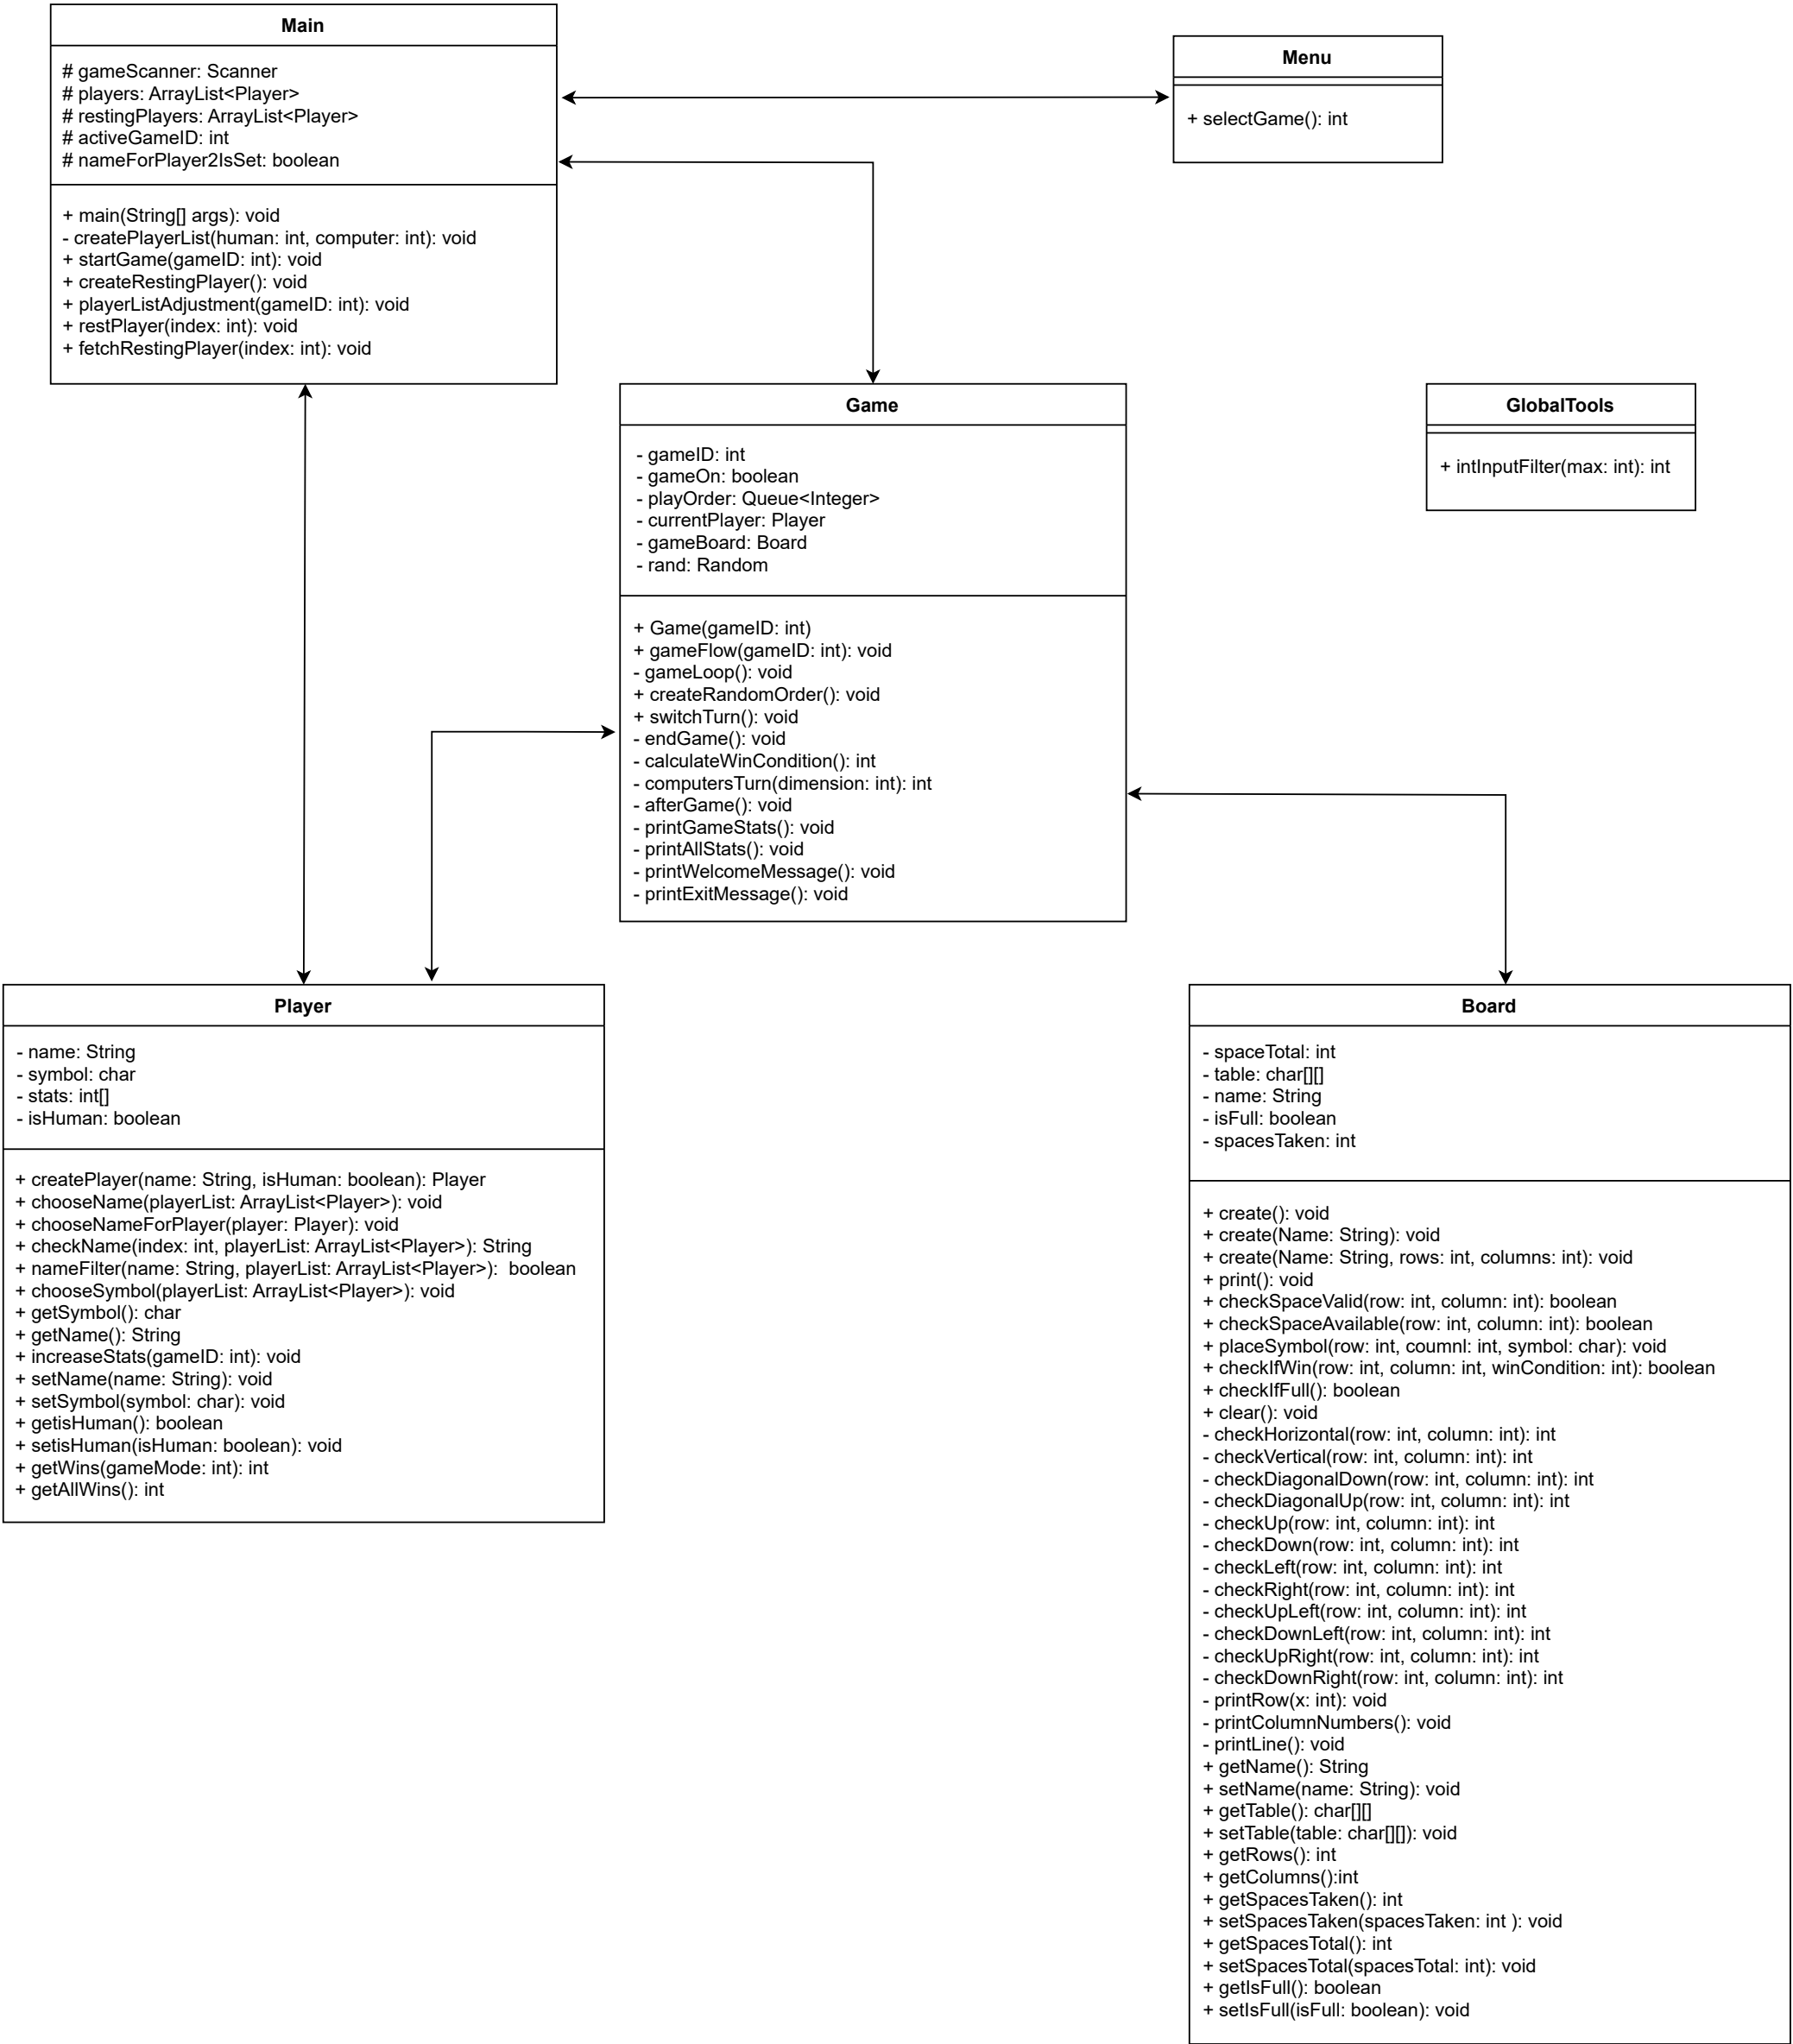 Main
# gameScanner: Scanner
# players: ArrayList<Player>
# restingPlayers: ArrayList<Player>
# activeGameID: int
# nameForPlayer2IsSet: boolean
+ main(String[] args): void
- createPlayerList(human: int, computer: int): void
+ startGame(gameID: int): void
+ createRestingPlayer(): void
+ playerListAdjustment(gameID: int): void
+ restPlayer(index: int): void
+ fetchRestingPlayer(index: int): void
Menu
+ selectGame(): int
Game
- gameID: int
- gameOn: boolean
- playOrder: Queue<Integer>
- currentPlayer: Player
- gameBoard: Board
- rand: Random
+ Game(gameID: int)
+ gameFlow(gameID: int): void
- gameLoop(): void
+ createRandomOrder(): void
+ switchTurn(): void
- endGame(): void
- calculateWinCondition(): int
- computersTurn(dimension: int): int
- afterGame(): void
- printGameStats(): void
- printAllStats(): void
- printWelcomeMessage(): void
- printExitMessage(): void
GlobalTools
+ intInputFilter(max: int): int
Player
- name: String
- symbol: char
- stats: int[]
- isHuman: boolean
+ createPlayer(name: String, isHuman: boolean): Player
+ chooseName(playerList: ArrayList<Player>): void
+ chooseNameForPlayer(player: Player): void
+ checkName(index: int, playerList: ArrayList<Player>): String
+ nameFilter(name: String, playerList: ArrayList<Player>):  boolean
+ chooseSymbol(playerList: ArrayList<Player>): void
+ getSymbol(): char
+ getName(): String
+ increaseStats(gameID: int): void
+ setName(name: String): void
+ setSymbol(symbol: char): void
+ getisHuman(): boolean
+ setisHuman(isHuman: boolean): void
+ getWins(gameMode: int): int
+ getAllWins(): int
Board
- spaceTotal: int
- table: char[][]
- name: String
- isFull: boolean
- spacesTaken: int
+ create(): void
+ create(Name: String): void
+ create(Name: String, rows: int, columns: int): void
+ print(): void
+ checkSpaceValid(row: int, column: int): boolean
+ checkSpaceAvailable(row: int, column: int): boolean
+ placeSymbol(row: int, coumnl: int, symbol: char): void
+ checkIfWin(row: int, column: int, winCondition: int): boolean
+ checkIfFull(): boolean
+ clear(): void
- checkHorizontal(row: int, column: int): int
- checkVertical(row: int, column: int): int
- checkDiagonalDown(row: int, column: int): int
- checkDiagonalUp(row: int, column: int): int
- checkUp(row: int, column: int): int
- checkDown(row: int, column: int): int
- checkLeft(row: int, column: int): int
- checkRight(row: int, column: int): int
- checkUpLeft(row: int, column: int): int
- checkDownLeft(row: int, column: int): int
- checkUpRight(row: int, column: int): int
- checkDownRight(row: int, column: int): int
- printRow(x: int): void
- printColumnNumbers(): void
- printLine(): void
+ getName(): String
+ setName(name: String): void
+ getTable(): char[][]
+ setTable(table: char[][]): void
+ getRows(): int
+ getColumns():int
+ getSpacesTaken(): int
+ setSpacesTaken(spacesTaken: int ): void
+ getSpacesTotal(): int
+ setSpacesTotal(spacesTotal: int): void
+ getIsFull(): boolean
+ setIsFull(isFull: boolean): void